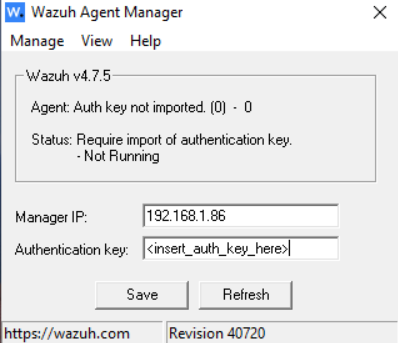 W. Wazuh Agent Manager
Manage View Help
Wazuh v4.7.5
Agent: Auth key not imported. (0) - 0
Status: Require import of authentication key.
- Not Running
Manager IP: 192.168.1.86
Authentication key: <insert_auth_key_here>
Save Refresh
https://wazuh.com Revision 40720